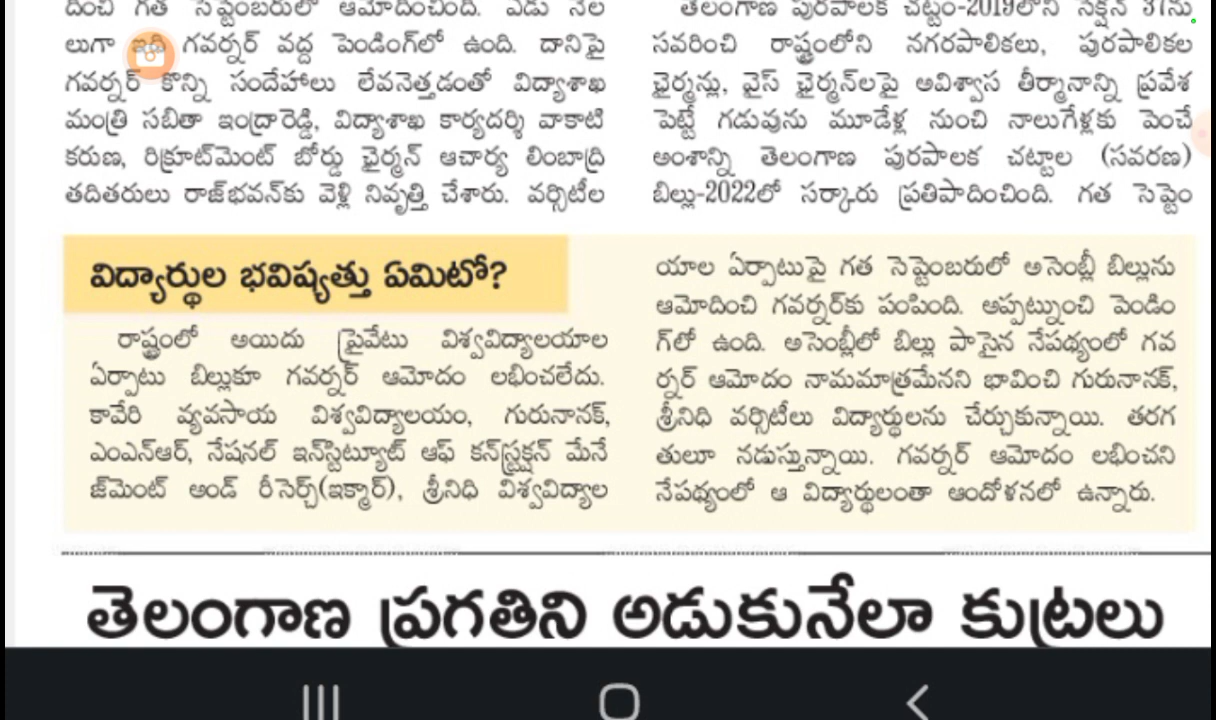 దించి గత సెప్టెంబరులో ఆమోదించింది. ఏడు నెల
లుగా ఇది గవర్నర్ వద్ద పెండింగ్‌లో ఉంది. దానిపై
గవర్నర్ కొన్ని సందేహాలు లేవనెత్తడంతో విద్యాశాఖ
మంత్రి సబితా ఇంద్రారెడ్డి, విద్యాశాఖ కార్యదర్శి వాకాటి
కరుణ, రిక్రూట్‌మెంట్ బోర్డు ఛైర్మన్ ఆచార్య లింబాద్రి
తదితరులు రాజ్‌భవన్‌కు వెళ్లి నివృత్తి చేశారు. వర్సిటీల
తెలంగాణ పురపాలక చట్టం-2019లోని సెక్షన్ 37ను
సవరించి రాష్ట్రంలోని నగరపాలికలు, పురపాలికల
ఛైర్మన్లు, వైస్ ఛైర్మన్‌లపై అవిశ్వాస తీర్మానాన్ని ప్రవేశ
పెట్టే గడువును మూడేళ్ల నుంచి నాలుగేళ్లకు పెంచే
అంశాన్ని తెలంగాణ పురపాలక చట్టాల (సవరణ)
బిల్లు-2022లో సర్కారు ప్రతిపాదించింది. గత సెప్టెం
విద్యార్థుల భవిష్యత్తు ఏమిటో?
రాష్ట్రంలో అయిదు ప్రైవేటు విశ్వవిద్యాలయాల
ఏర్పాటు బిల్లుకూ గవర్నర్ ఆమోదం లభించలేదు.
కావేరి వ్యవసాయ విశ్వవిద్యాలయం, గురునానక్,
ఎంఎన్ఆర్, నేషనల్ ఇన్‌స్టిట్యూట్ ఆఫ్ కన్‌స్ట్రక్షన్ మేనే
జ్‌మెంట్ అండ్ రీసెర్చ్(ఇక్మార్), శ్రీనిధి విశ్వవిద్యాల
యాల ఏర్పాటుపై గత సెప్టెంబరులో అసెంబ్లీ బిల్లును
ఆమోదించి గవర్నర్‌కు పంపింది. అప్పట్నుంచి పెండిం
గ్‌లో ఉంది. అసెంబ్లీలో బిల్లు పాసైన నేపథ్యంలో గవ
ర్నర్ ఆమోదం నామమాత్రమేనని భావించి గురునానక్,
శ్రీనిధి వర్సిటీలు విద్యార్థులను చేర్చుకున్నాయి. తరగ
తులూ నడుస్తున్నాయి. గవర్నర్ ఆమోదం లభించని
నేపథ్యంలో ఆ విద్యార్థులంతా ఆందోళనలో ఉన్నారు.
తెలంగాణ ప్రగతిని అడుకునేలా కుట్రలు